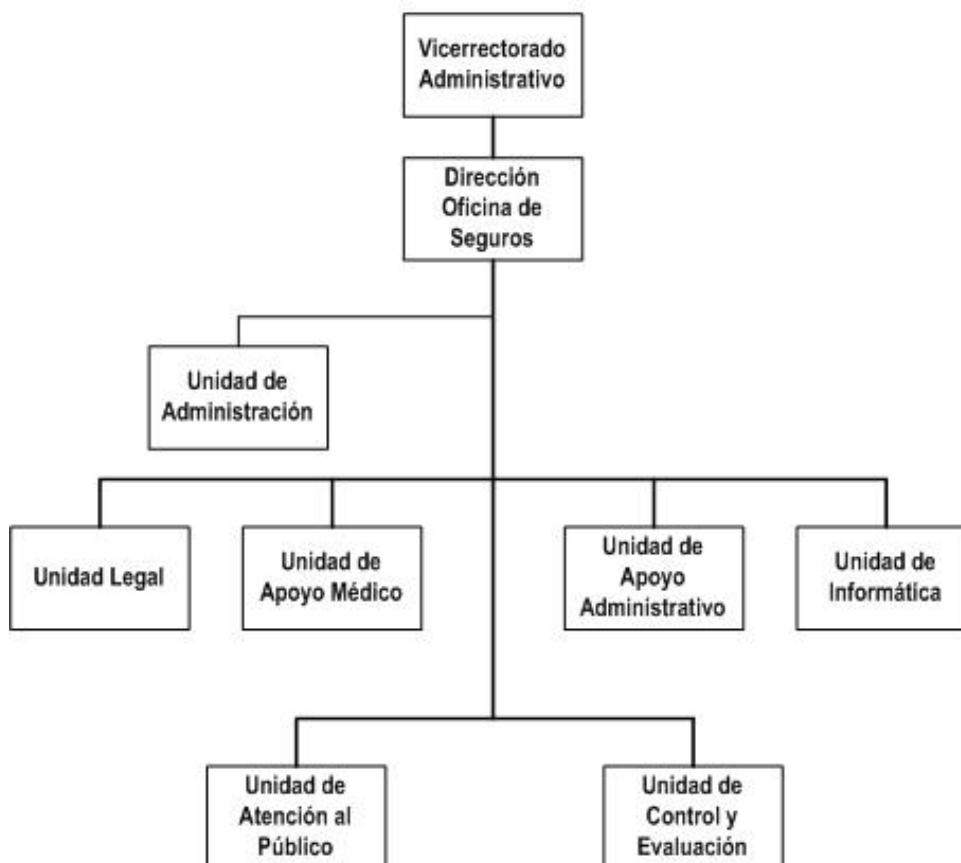 Vicerrectorado
Administrativo
Dirección
Oficina de
Seguros
Unidad de
Administración
Unidad Legal
Unidad de
Apoyo Médico
Unidad de
Apoyo
Administrativo
Unidad de
Informática
Unidad de
Atención al
Público
Unidad de
Control y
Evaluación